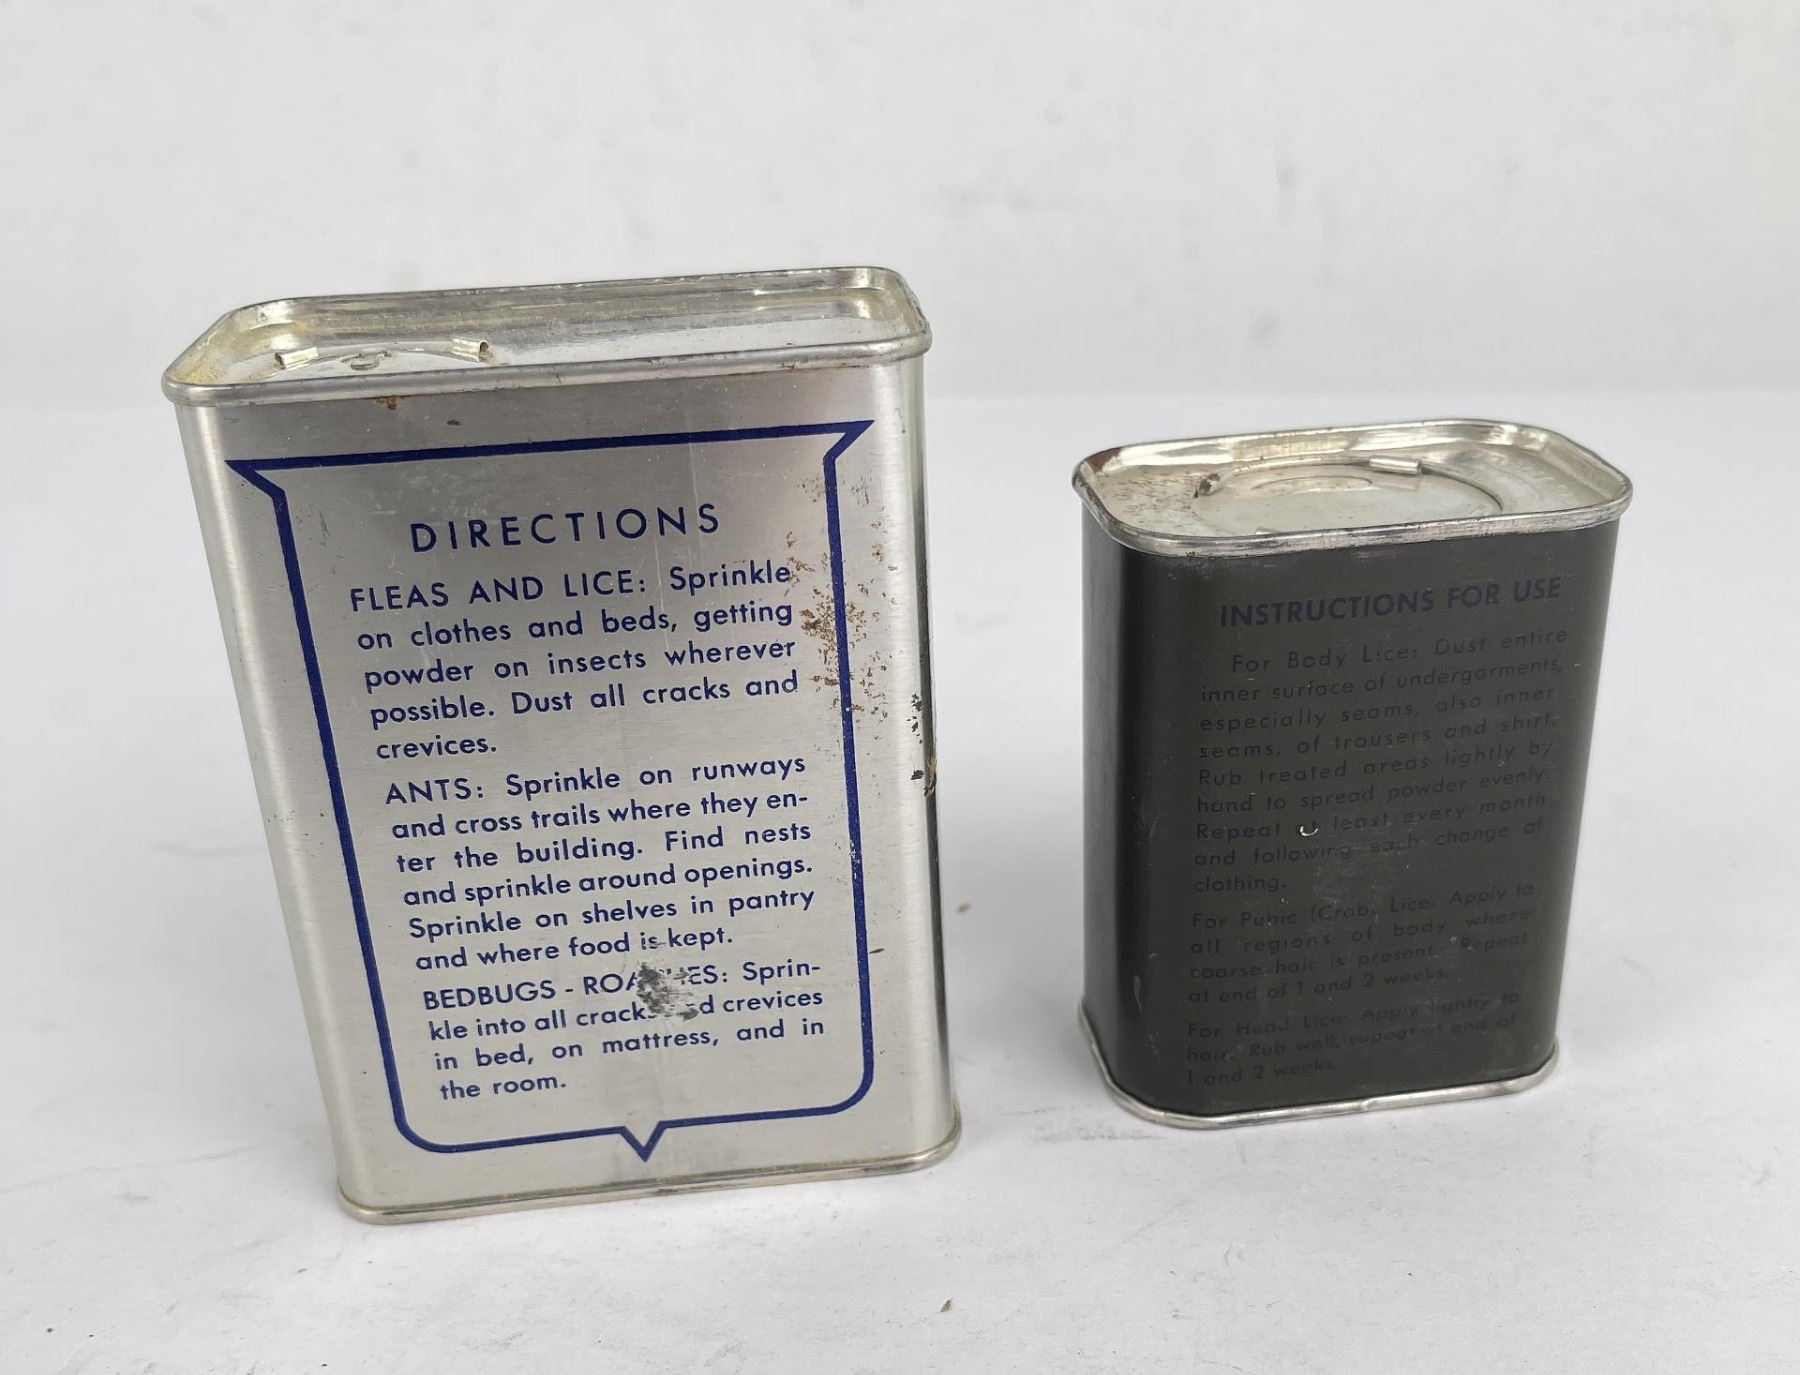 DIRECTIONS
FLEAS AND LICE: Sprinkle
on clothes and beds, getting
powder on insects wherever
possible. Dust all cracks and
crevices.
ANTS: Sprinkle on runways
and cross trails where they en-
ter the building. Find nests
and sprinkle around openings.
Sprinkle on shelves in pantry
and where food is kept.
BEDBUGS - ROACHES: Sprin-
kle into all cracks and crevices
in bed, on mattress, and in
the room.
INSTRUCTIONS FOR USE
For Body Lice: Dust entire
inner surface of undergarments,
especially seams, also inner
seams, of trousers and shirt.
Rub treated areas lightly by
hand to spread powder evenly.
Repeat at least every month
and following each change of
clothing.
For Pubic (Crab) Lice: Apply to
all regions of body where
coarse hair is present. Repeat
at end of 1 and 2 weeks.
For Head Lice: Apply lightly to
hair. Rub well, repeat at end of
1 and 2 weeks.